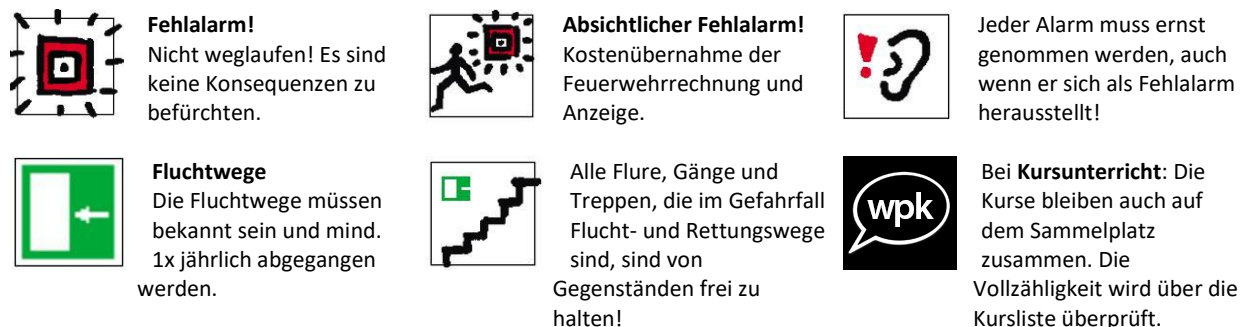 Fehlalarm!
Nicht weglaufen! Es sind
keine Konsequenzen zu
befürchten.
Absichtlicher Fehlalarm!
Kostenübernahme der
Feuerwehrrechnung und
Anzeige.
Jeder Alarm muss ernst
genommen werden, auch
wenn er sich als Fehlalarm
herausstellt!
Fluchtwege
Die Fluchtwege müssen
bekannt sein und mind.
1x jährlich abgegangen
werden.
Alle Flure, Gänge und
Treppen, die im Gefahrfall
Flucht- und Rettungswege
sind, sind von
Gegenständen frei zu
halten!
wpk
Bei Kursunterricht: Die
Kurse bleiben auch auf
dem Sammelplatz
zusammen. Die
Vollzähligkeit wird über die
Kursliste überprüft.